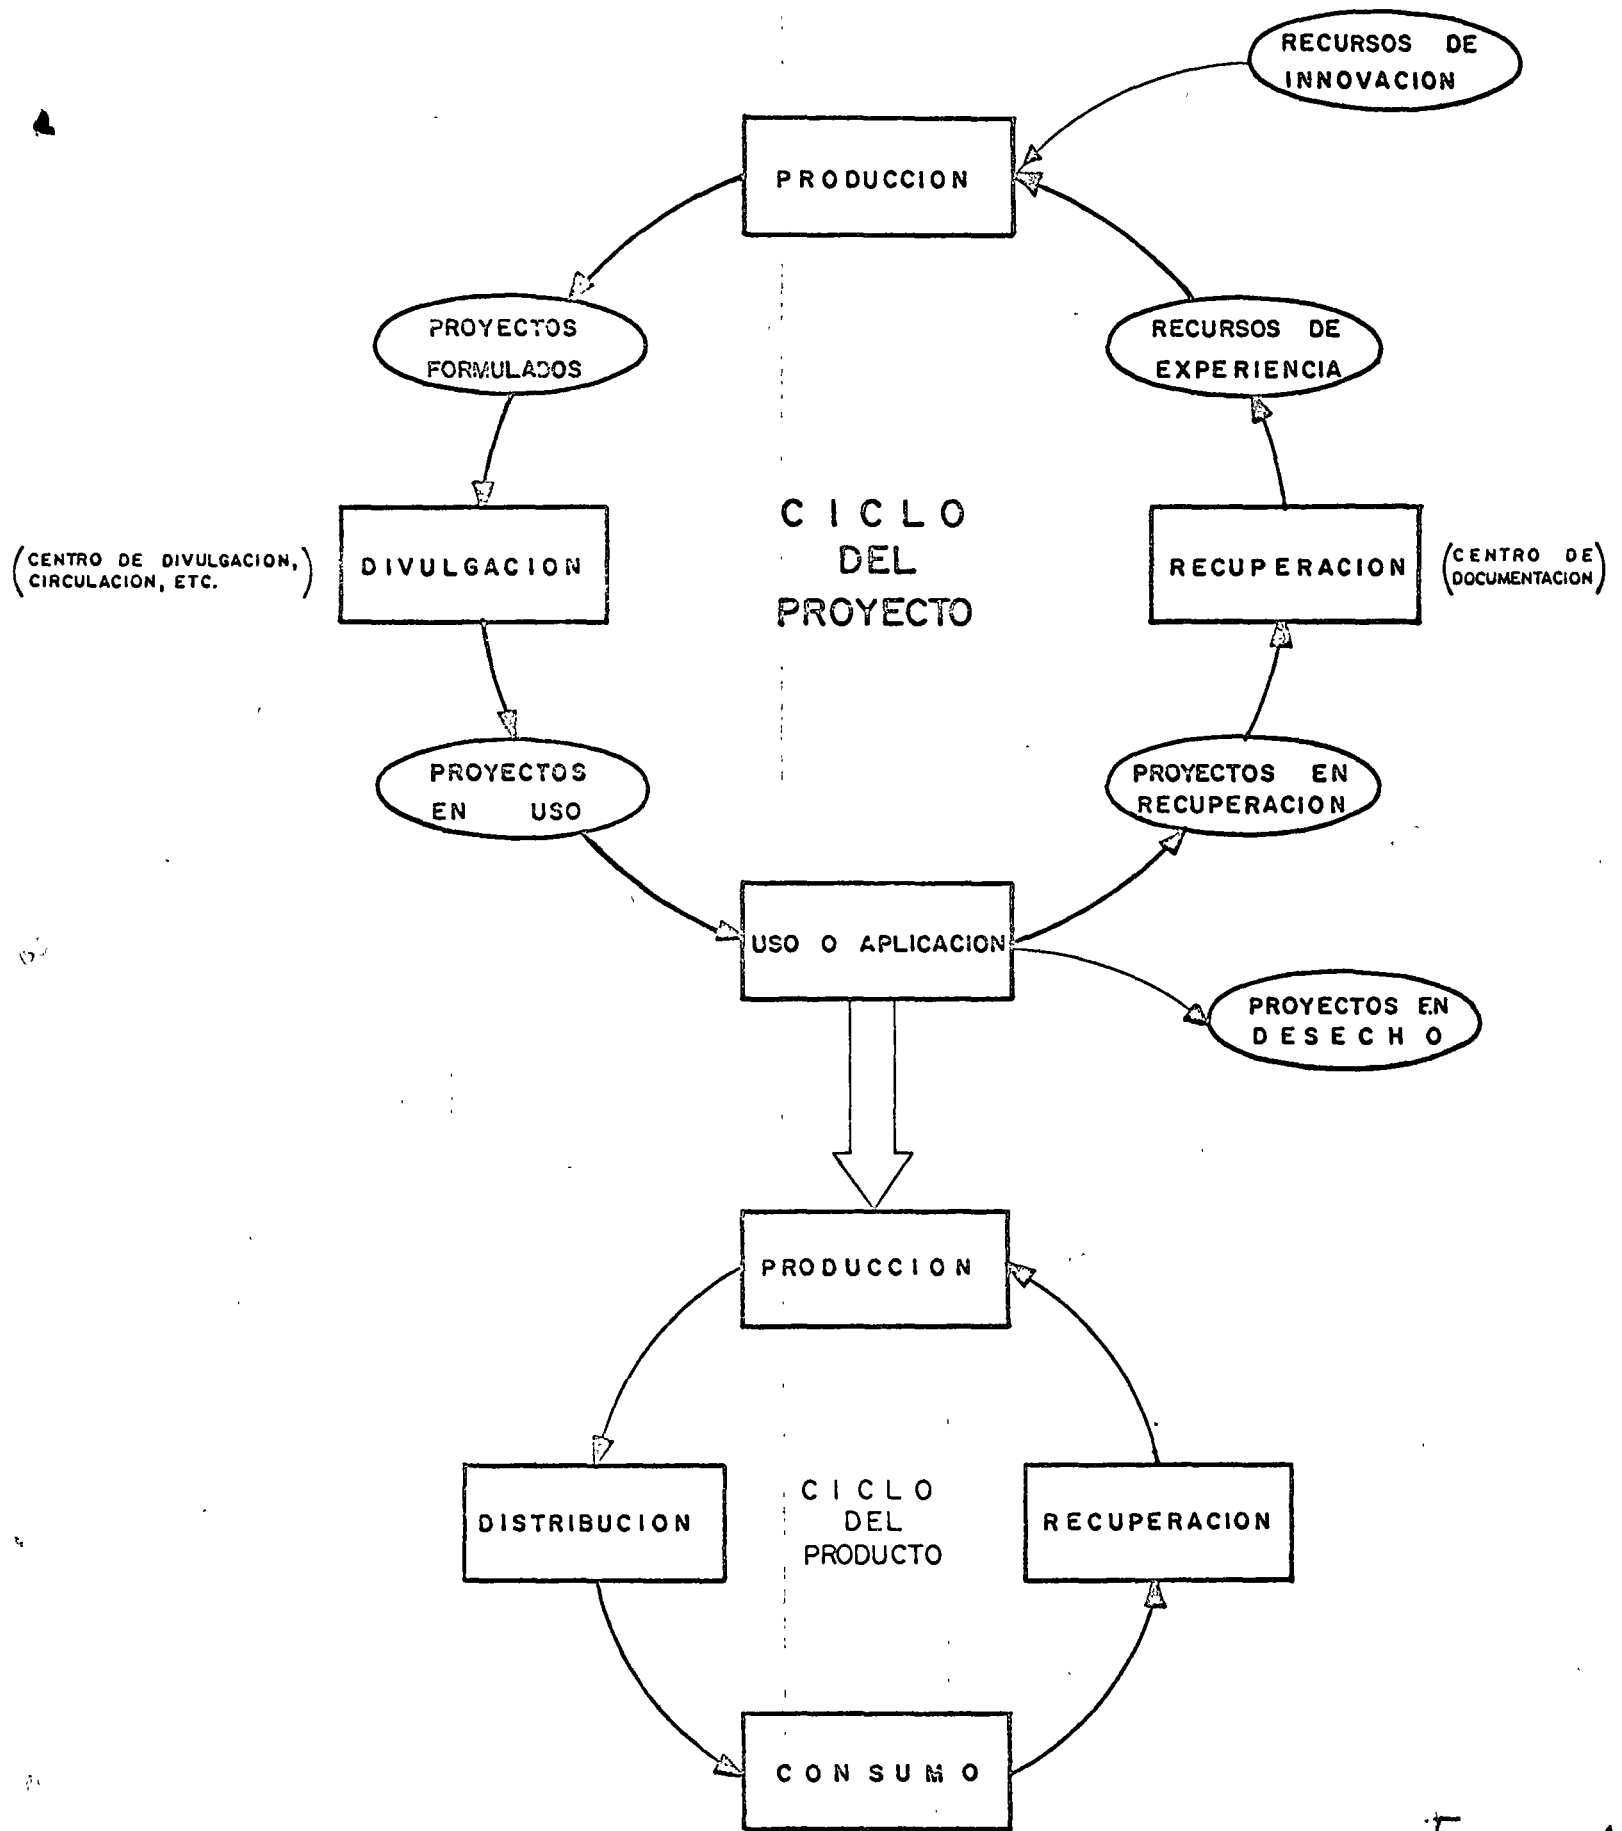 RECURSOS DE
INNOVACION
PRODUCCION
PROYECTOS
FORMULADOS
RECURSOS DE
EXPERIENCIA
CICLO
DEL
PROYECTO
(CENTRO DE DIVULGACION,
CIRCULACION, ETC.)
DIVULGACION
RECUPERACION
(CENTRO DE
DOCUMENTACION)
PROYECTOS
EN USO
PROYECTOS EN
RECUPERACION
USO O APLICACION
PROYECTOS EN
DESECHO
PRODUCCION
DISTRIBUCION
CICLO
DEL
PRODUCTO
RECUPERACION
CONSUMO